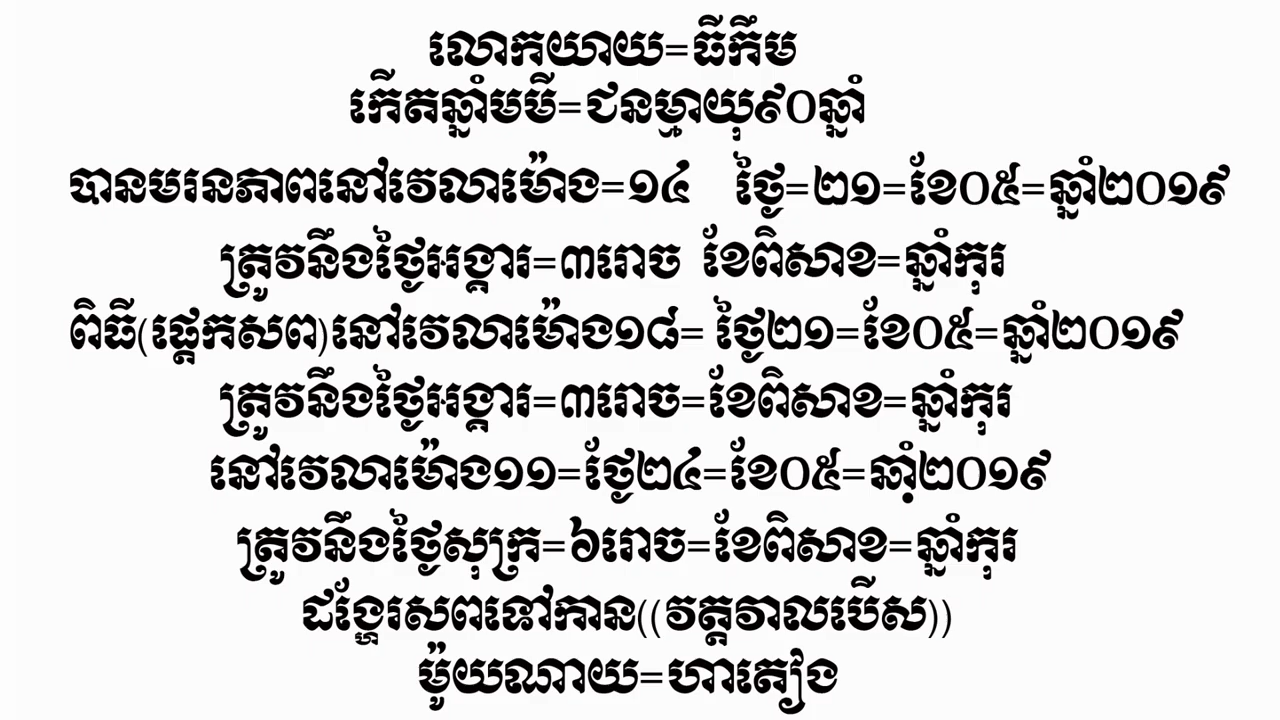 លោកយាយ=ធីកឹម
កើតឆ្នាំមមី=ជនម្មាយុ៩០ឆ្នាំ
បានមរនភាពនៅវេលាម៉ោង=១៤ ថ្ងៃ=២១=ខែ០៥=ឆ្នាំ២០១៩
ត្រូវនឹងថ្ងៃអង្គារ=៣រោច ខែពិសាខ=ឆ្នាំកុរ
ពិធី(ផ្តេកសព)នៅវេលាម៉ោង១៨= ថ្ងៃ២១=ខែ០៥=ឆ្នាំ២០១៩
ត្រូវនឹងថ្ងៃអង្គារ=៣រោច=ខែពិសាខ=ឆ្នាំកុរ
នៅវេលាម៉ោង១១=ថ្ងែ២៤=ខែ០៥=ឆាំ្២០១៩
ត្រូវនឹងថ្ងៃសុក្រ=៦រោច=ខែពិសាខ=ឆ្នាំកុរ
ដង្ហែរសពទៅកាន((វត្តវាលបើស))
ម៉ូយណាយ=ហាតៀង